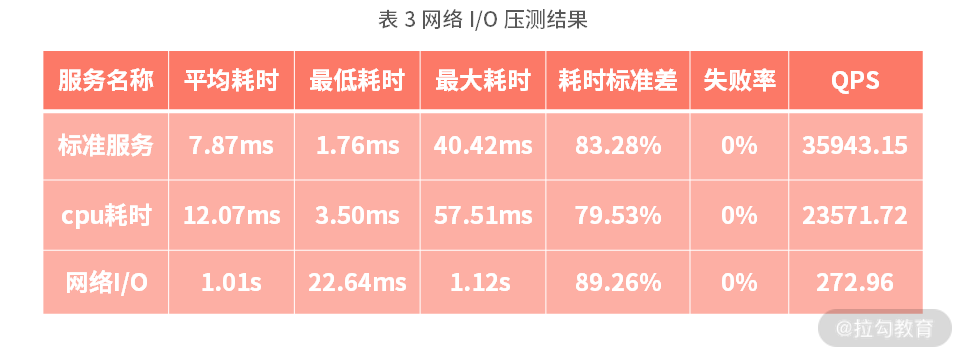 表 3 网络 I/O 压测结果
服务名称 平均耗时 最低耗时 最大耗时 耗时标准差 失败率 QPS
标准服务 7.87ms 1.76ms 40.42ms 83.28% 0% 35943.15
cpu耗时 12.07ms 3.50ms 57.51ms 79.53% 0% 23571.72
网络I/O 1.01s 22.64ms 1.12s 89.26% 0% 272.96
@拉勾教育